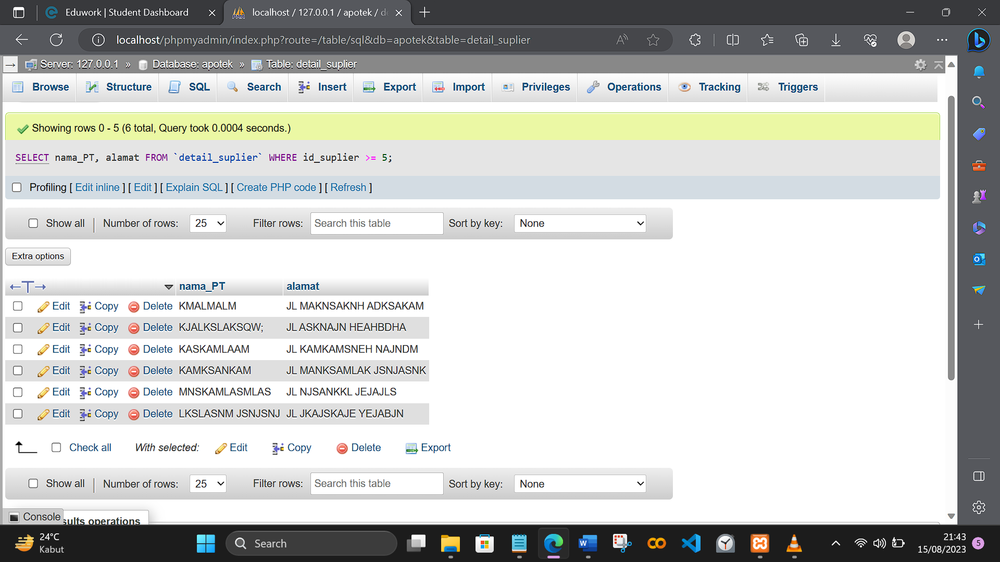 Eduwork | Student Dashboard
localhost / 127.0.0.1 / apotek / de
localhost/phpmyadmin/index.php?route=/table/sql&db=apotek&table=detail_suplier
Server: 127.0.0.1 » Database: apotek » Table: detail_suplier
Browse Structure SQL Search Insert Export Import Privileges Operations Tracking Triggers
Showing rows 0 - 5 (6 total, Query took 0.0004 seconds.)
SELECT nama_PT, alamat FROM `detail_suplier` WHERE id_suplier >= 5;
Profiling [ Edit inline ] [ Edit ] [ Explain SQL ] [ Create PHP code ] [ Refresh ]
Show all Number of rows: 25 Filter rows: Search this table Sort by key: None
Extra options
←T→ nama_PT alamat
Edit Copy Delete KMALMALM JL MAKNSAKNH ADKSAKAM
Edit Copy Delete KJALKSLAKSQW; JL ASKNAJN HEAHBDHA
Edit Copy Delete KASKAMLAAM JL KAMKAMSNEH NAJNDM
Edit Copy Delete KAMKSANKAM JL MANKSAMLAK JSNJASNK
Edit Copy Delete MNSKAMLASMLAS JL NJSANKKL JEJAJLS
Edit Copy Delete LKSLASNM JSNJSNJ JL JKAJSKAJE YEJABJN
Check all With selected: Edit Copy Delete Export
Show all Number of rows: 25 Filter rows: Search this table Sort by key: None
Console sults operations
24°C
Kabut
Search
21:43
15/08/2023
5